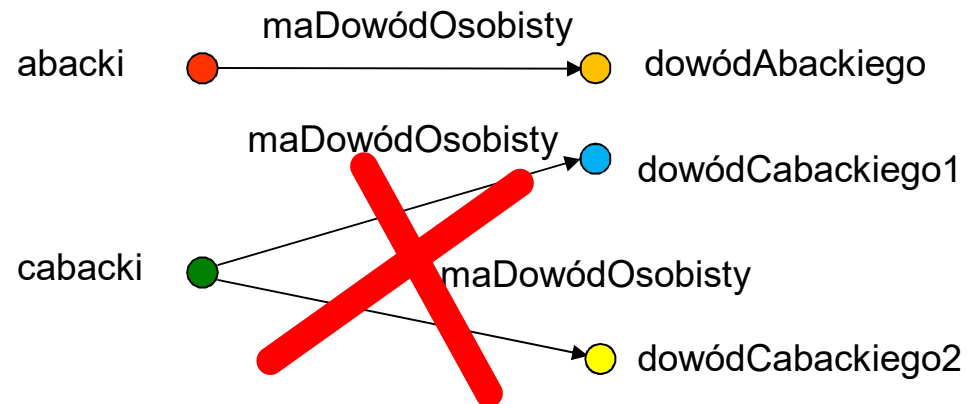 maDowódOsobisty
abacki
dowódAbackiego
maDowódOsobisty
dowódCabackiego1
cabacki
maDowódOsobisty
dowódCabackiego2